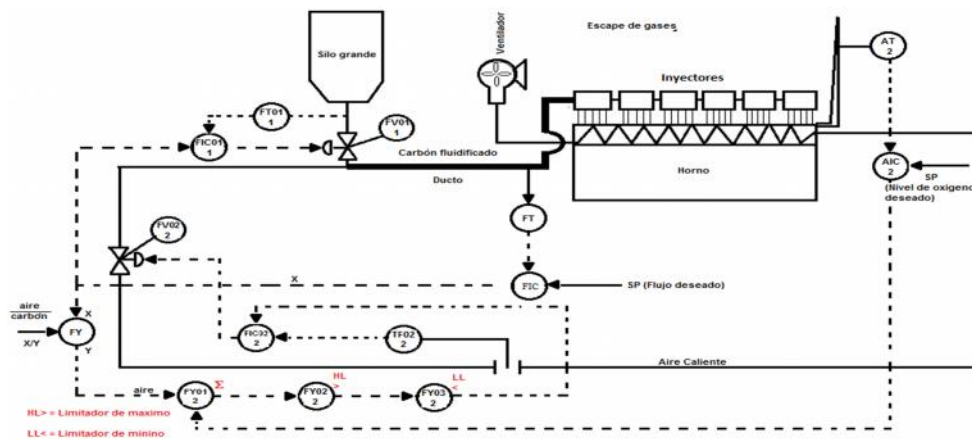 Silo grande
Ventilador
Escape de gases
AT
2
Inyectores
FT01
1
FV01
1
FIC01
1
Carbón fluidificado
Ducto
Horno
AIC
2
SP
(Nivel de oxigeno
deseado)
FT
FV02
2
X
FIC
SP (Flujo deseado)
aire
carbón
X/Y
FY
X
Y
FIC02
2
TF02
2
Aire Caliente
aire
FY01
2
Σ
FY02
2
HL
>
FY03
2
LL
<
HL> = Limitador de maximo
LL< = Limitador de minino